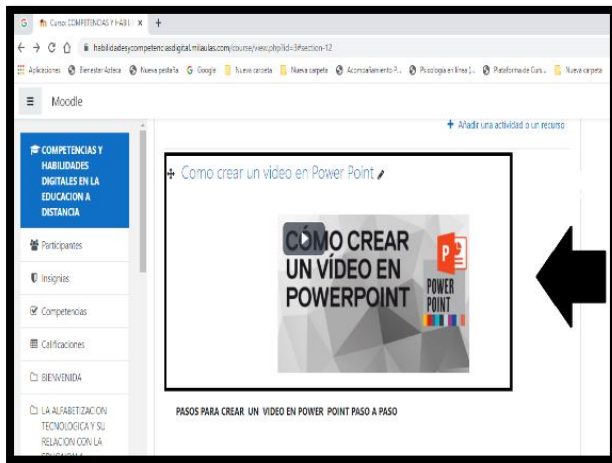 Curso: COMPETENCIAS Y HABILI
habilidadesycompetenciasdigital.milaulas.com/course/view.php?id=3#section-12
Aplicaciones Bienestar Azteca Nueva pestaña Google Nueva carpeta Nueva carpeta Acompañamiento P... Psicología en línea (... Plataforma de Curs... Nueva carpeta
Moodle
Añadir una actividad o un recurso
COMPETENCIAS Y
HABILIDADES
DIGITALES EN LA
EDUCACION A
DISTANCIA
Participantes
Insignias
Competencias
Calificaciones
BIENVENIDA
LA ALFABETIZACION
TECNOLOGICA Y SU
RELACION CON LA
Como crear un video en Power Point
CÓMO CREAR
UN VÍDEO EN
POWERPOINT
P
POWER
POINT
PASOS PARA CREAR UN VIDEO EN POWER POINT PASO A PASO